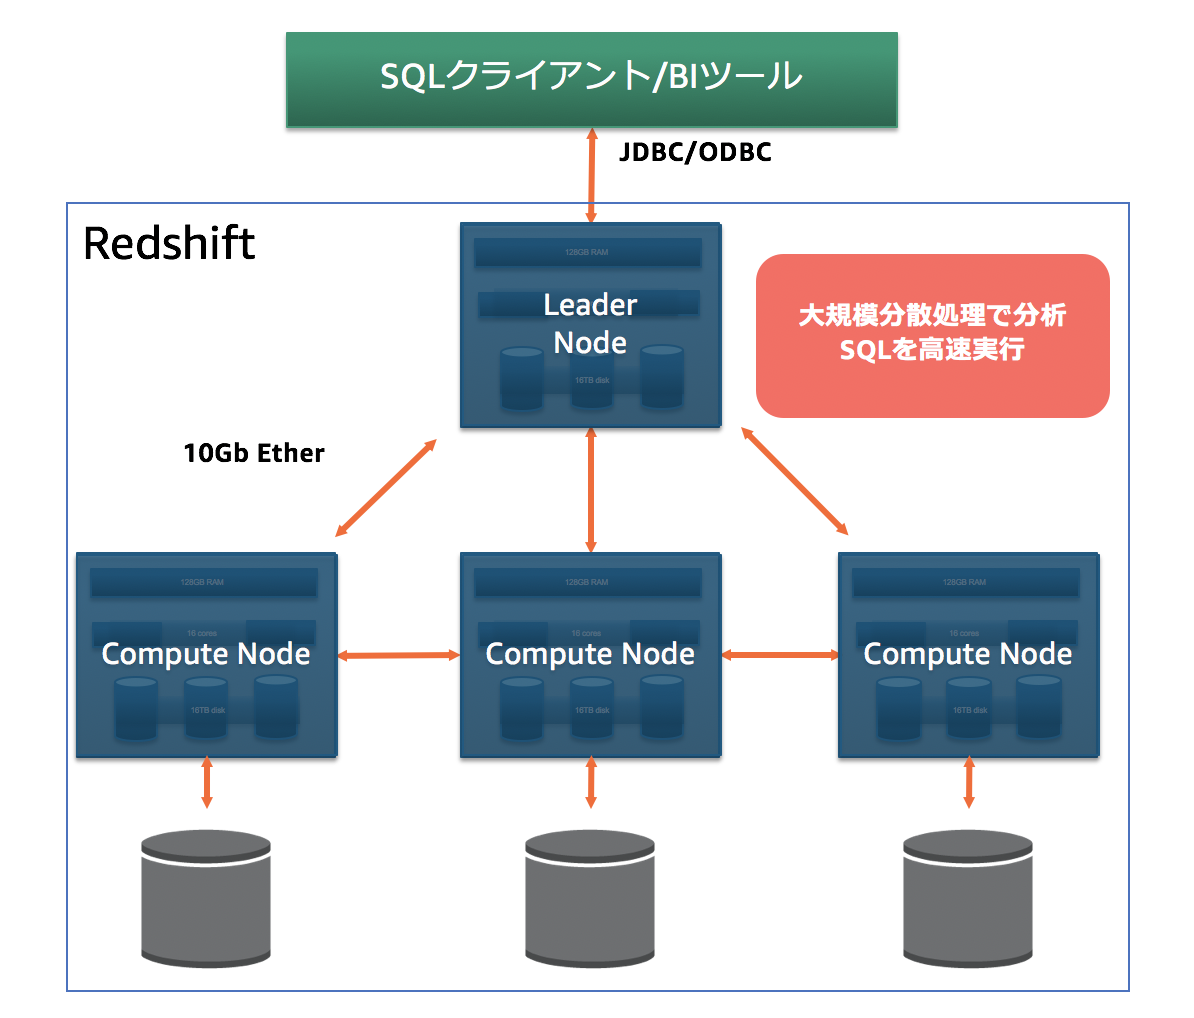 SQLクライアント/BIツール
JDBC/ODBC
Redshift
128GB RAM
Leader
Node
16TB disk
大規模分散処理で分析
SQLを高速実行
10Gb Ether
128GB RAM
16 cores
Compute Node
16TB disk
128GB RAM
16 cores
Compute Node
16TB disk
128GB RAM
16 cores
Compute Node
16TB disk